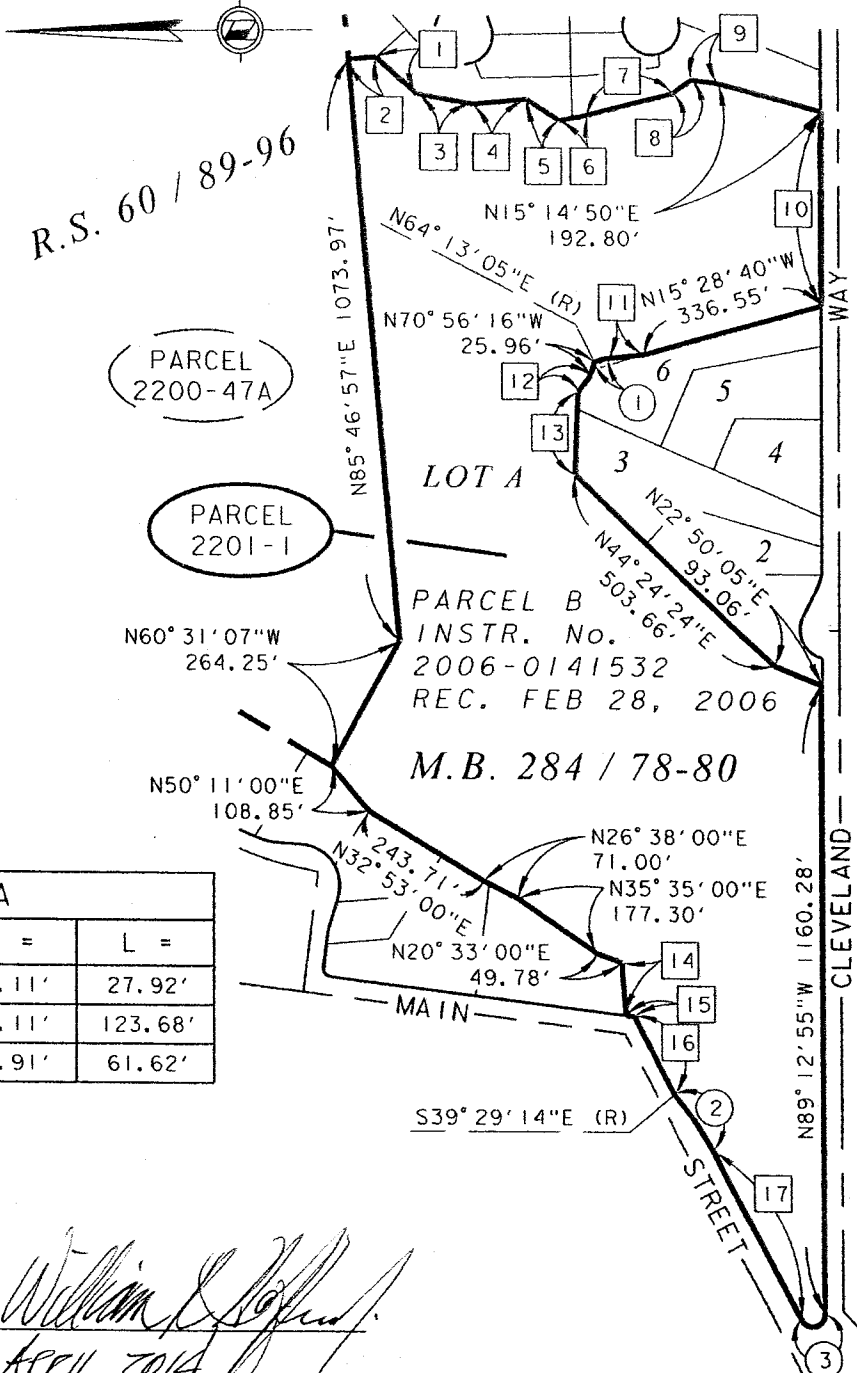 1
9
2
7
3
4
5
6
8
R.S. 60 / 89-96
N15°14'50"E
192.80'
10
N64°13'05"E (R)
WAY
11
N15°28'40"W
336.55'
N70°56'16"W
25.96'
6
PARCEL
2200-47A
N85°46'57"E 1073.97'
12
1
5
13
4
LOT A
3
PARCEL
2201-1
N22°50'05"E
93.06'
2
N44°24'24"E
503.66'
PARCEL B
INSTR. No.
2006-0141532
REC. FEB 28, 2006
N60°31'07"W
264.25'
M.B. 284 / 78-80
N50°11'00"E
108.85'
243.71'
N32°53'00"E
N26°38'00"E
71.00'
N35°35'00"E
177.30'
N20°33'00"E
49.78'
CLEVELAND
N89°12'55"W 1160.28'
14
A
= L =
.11' 27.92'
.11' 123.68'
.91' 61.62'
MAIN
15
16
S39°29'14"E (R)
2
STREET
17
3
APRIL 2014